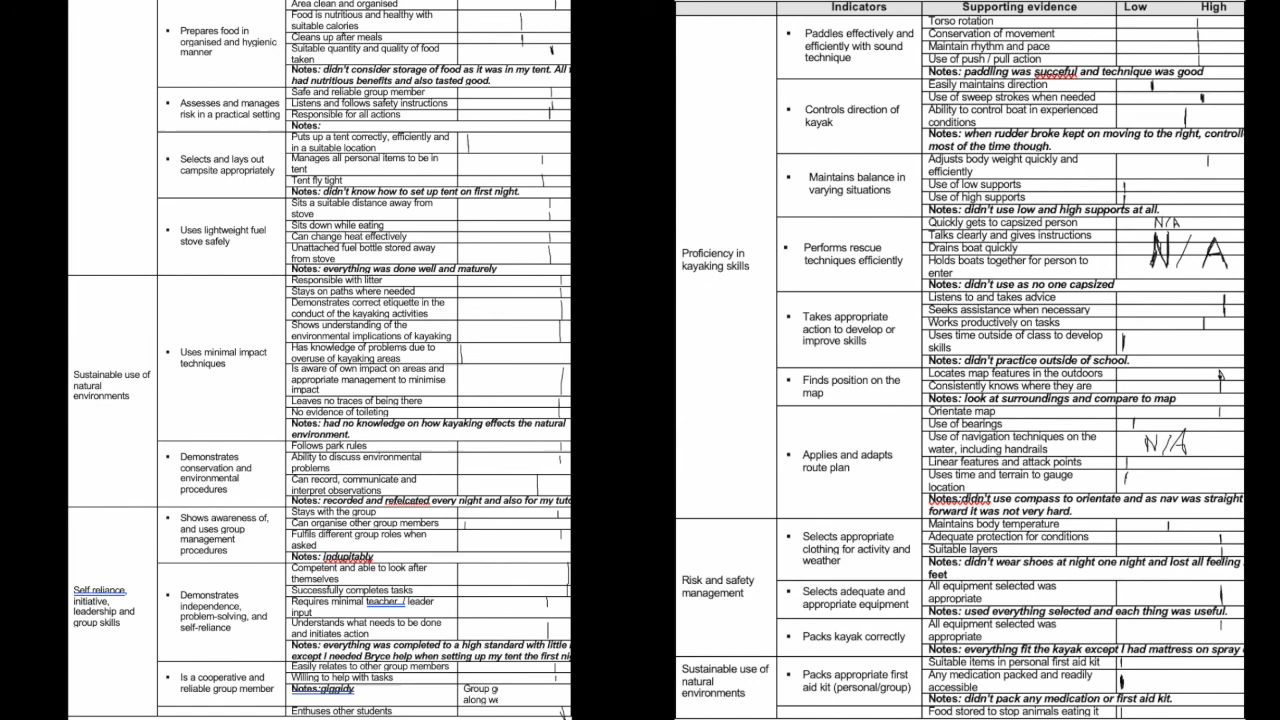 Area clean and organised
Prepares food in
organised and hygienic
manner
Food is nutritious and healthy with
suitable calories
Cleans up after meals
Suitable quantity and quality of food
taken
Notes: didn't consider storage of food as it was in my tent. All
had nutritious benefits and also tasted good.
Assesses and manages
risk in a practical setting
Safe and reliable group member
Listens and follows safety instructions
Responsible for all actions
Notes:
Selects and lays out
campsite appropriately
Puts up a tent correctly, efficiently and
in a suitable location
Manages all personal items to be in
tent
Tent fly tight
Notes: didn't know how to set up tent on first night.
Uses lightweight fuel
stove safely
Sits a suitable distance away from
stove
Sits down while eating
Can change heat effectively
Unattached fuel bottle stored away
from stove
Notes: everything was done well and maturely
Sustainable use of
natural
environments
Uses minimal impact
techniques
Responsible with litter
Stays on paths where needed
Demonstrates correct etiquette in the
conduct of the kayaking activities
Shows understanding of the
environmental implications of kayaking
Has knowledge of problems due to
overuse of kayaking areas
Is aware of own impact on areas and
appropriate management to minimise
impact
Leaves no traces of being there
No evidence of toileting
Notes: had no knowledge on how kayaking effects the natural
environment.
Demonstrates
conservation and
environmental
procedures
Follows park rules
Ability to discuss environmental
problems
Can record, communicate and
interpret observations
Notes: recorded and refelcated every night and also for my tuto
Self reliance,
initiative,
leadership and
group skills
Shows awareness of,
and uses group
management
procedures
Stays with the group
Can organise other group members
Fulfils different group roles when
asked
Notes: indupitably
Demonstrates
independence,
problem-solving, and
self-reliance
Competent and able to look after
themselves
Successfully completes tasks
Requires minimal teacher / leader
input
Understands what needs to be done
and initiates action
Notes: everything was completed to a high standard with little
except I needed Bryce help when setting up my tent the first nig
Is a cooperative and
reliable group member
Easily relates to other group members
Willing to help with tasks
Notes:giggidy
Group g
along we
Enthuses other students
Indicators
Supporting evidence
Low
High
Proficiency in
kayaking skills
Paddles effectively and
efficiently with sound
technique
Torso rotation
Conservation of movement
Maintain rhythm and pace
Use of push / pull action
Notes: paddling was succeful and technique was good
Controls direction of
kayak
Easily maintains direction
Use of sweep strokes when needed
Ability to control boat in experienced
conditions
Notes: when rudder broke kept on moving to the right, controll
most of the time though.
Maintains balance in
varying situations
Adjusts body weight quickly and
efficiently
Use of low supports
Use of high supports
Notes: didn't use low and high supports at all.
Performs rescue
techniques efficiently
Quickly gets to capsized person
N/A
Talks clearly and gives instructions
Drains boat quickly
Holds boats together for person to
enter
N/A
Notes: didn't use as no one capsized
Takes appropriate
action to develop or
improve skills
Listens to and takes advice
Seeks assistance when necessary
Works productively on tasks
Uses time outside of class to develop
skills
Notes: didn't practice outside of school.
Finds position on the
map
Locates map features in the outdoors
Consistently knows where they are
Notes: look at surroundings and compare to map
Applies and adapts
route plan
Orientate map
Use of bearings
Use of navigation techniques on the
water, including handrails
N/A
Linear features and attack points
Uses time and terrain to gauge
location
Notes:didn't use compass to orientate and as nav was straight
forward it was not very hard.
Risk and safety
management
Selects appropriate
clothing for activity and
weather
Maintains body temperature
Adequate protection for conditions
Suitable layers
Notes: didn't wear shoes at night one night and lost all feeling
feet
Selects adequate and
appropriate equipment
All equipment selected was
appropriate
Notes: used everything selected and each thing was useful.
Packs kayak correctly
All equipment selected was
appropriate
Notes: everything fit the kayak except I had mattress on spray
Sustainable use of
natural
environments
Packs appropriate first
aid kit (personal/group)
Suitable items in personal first aid kit
Any medication packed and readily
accessible
Notes: didn't pack any medication or first aid kit.
Food stored to stop animals eating it